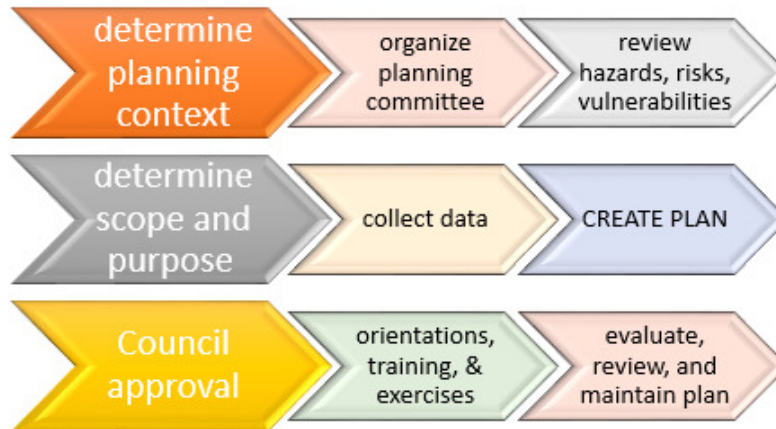 determine
planning
context
organize
planning
committee
review
hazards, risks,
vulnerabilities
determine
scope and
purpose
collect data
CREATE PLAN
Council
approval
orientations,
training, &
exercises
evaluate,
review, and
maintain plan